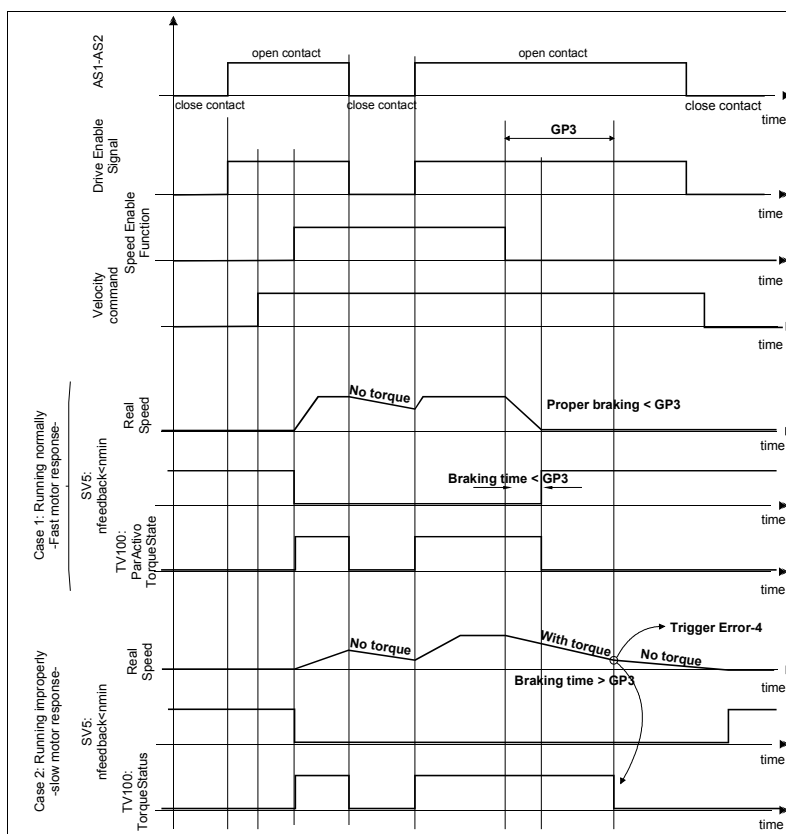 AS1-AS2
open contact
open contact
close contact
close contact
close contact
time
GP3
Drive Enable
Signal
time
Speed Enable
Function
time
Velocity
command
time
Case 1: Running normally
-Fast motor response-
Real
Speed
No torque
Proper braking < GP3
time
SV5:
nfeedback<nmin
Braking time < GP3
time
TV100:
ParActivo
TorqueState
time
Case 2: Running improperly
-slow motor response-
Real
Speed
No torque
With torque
Trigger Error-4
No torque
Braking time > GP3
time
SV5:
nfeedback<nmin
time
TV100:
TorqueStatus
time